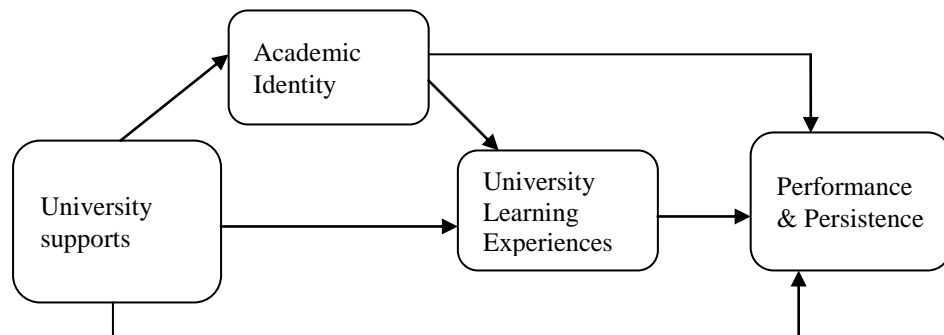 Academic
Identity
University
supports
University
Learning
Experiences
Performance
& Persistence